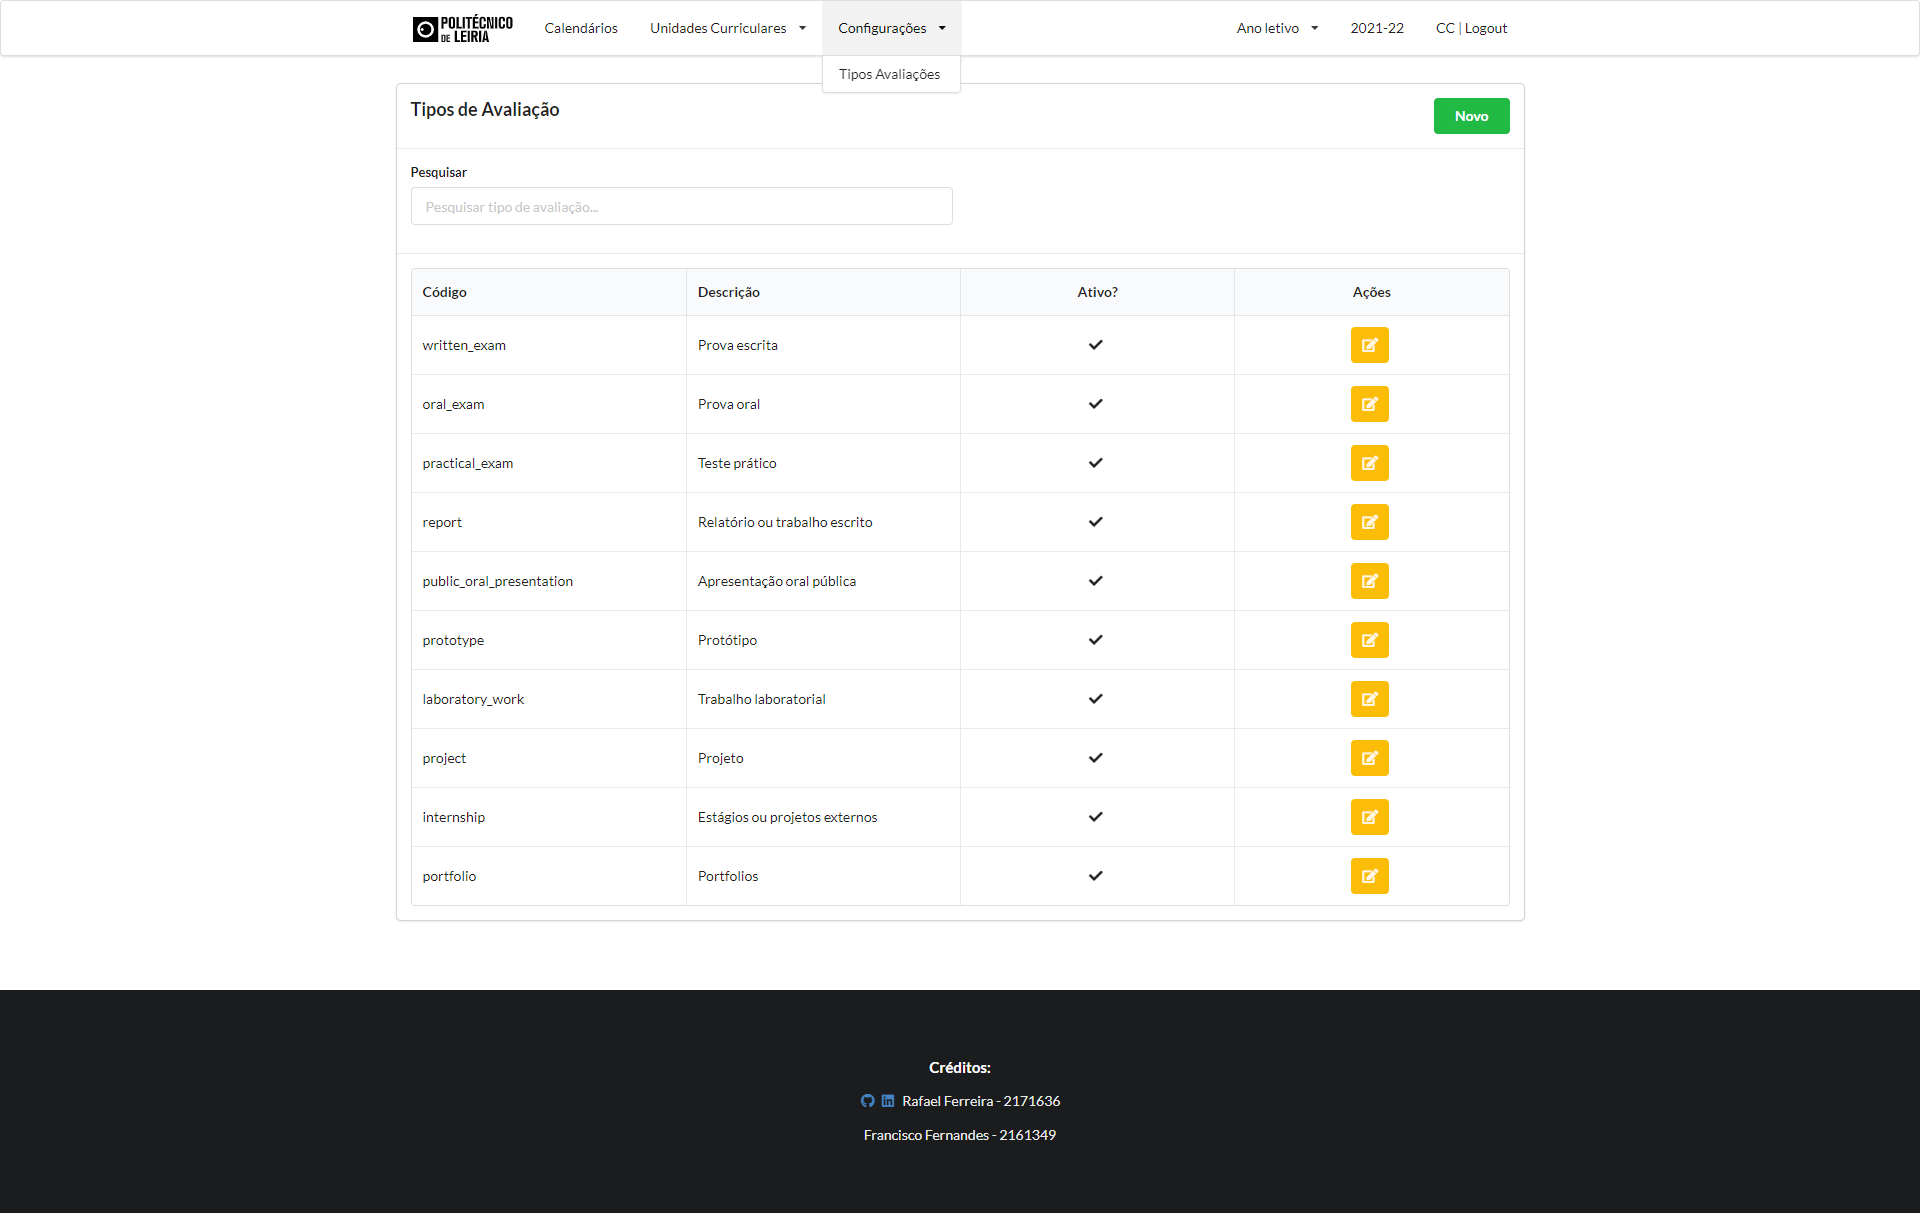 POLITÉCNICO DE LEIRIA Calendários Unidades Curriculares Configurações Ano letivo 2021-22 CC | Logout
Tipos Avaliações
Tipos de Avaliação Novo
Pesquisar
Pesquisar tipo de avaliação...
Código Descrição Ativo? Ações
written_exam Prova escrita
oral_exam Prova oral
practical_exam Teste prático
report Relatório ou trabalho escrito
public_oral_presentation Apresentação oral pública
prototype Protótipo
laboratory_work Trabalho laboratorial
project Projeto
internship Estágios ou projetos externos
portfolio Portfolios
Créditos:
Rafael Ferreira - 2171636
Francisco Fernandes - 2161349